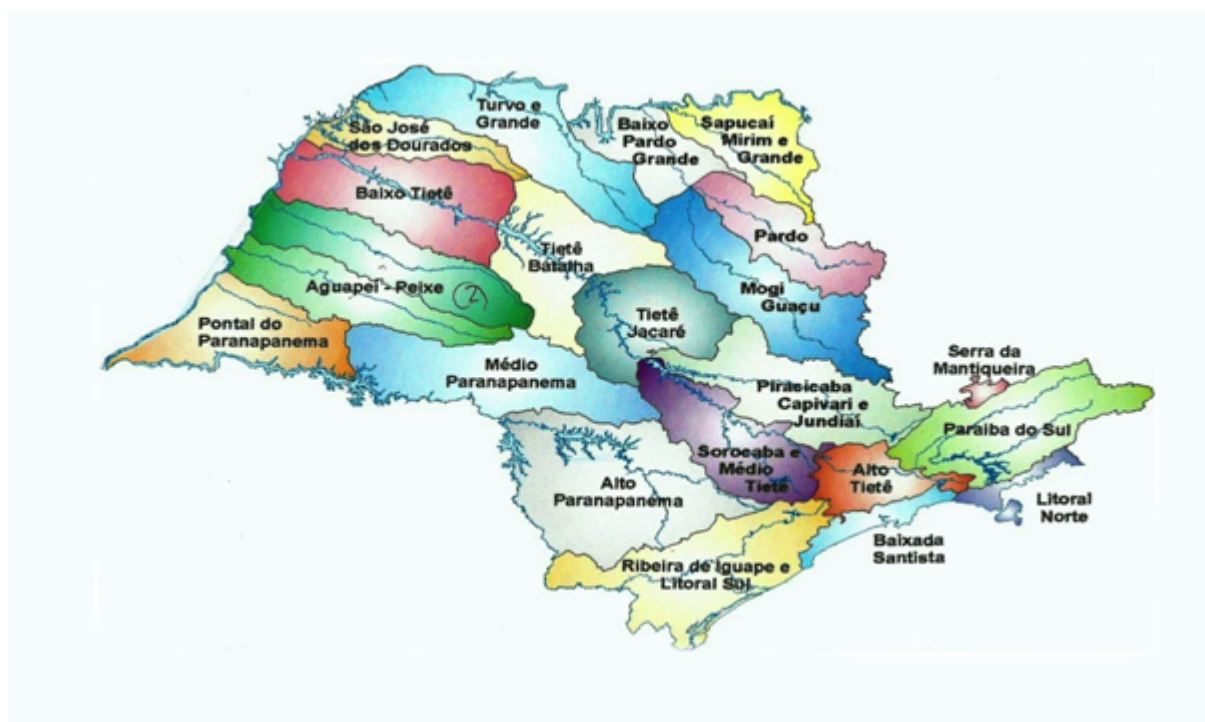 Turvo e
Grande
São José
dos Dourados
Baixo
Pardo
Grande
Sapucaí
Mirim e
Grande
Baixo Tietê
Pardo
Tietê
Batalha
Aguapeí - Peixe
2
Mogi
Guaçu
Tietê
Jacaré
Pontal do
Paranapanema
Médio
Paranapanema
Serra da
Mantiqueira
Piracicaba
Capivari e
Jundiaí
Paraiba do Sul
Sorocaba e
Médio
Tietê
Alto
Tietê
Alto
Paranapanema
Litoral
Norte
Baixada
Santista
Ribeira de Iguape e
Litoral Sul